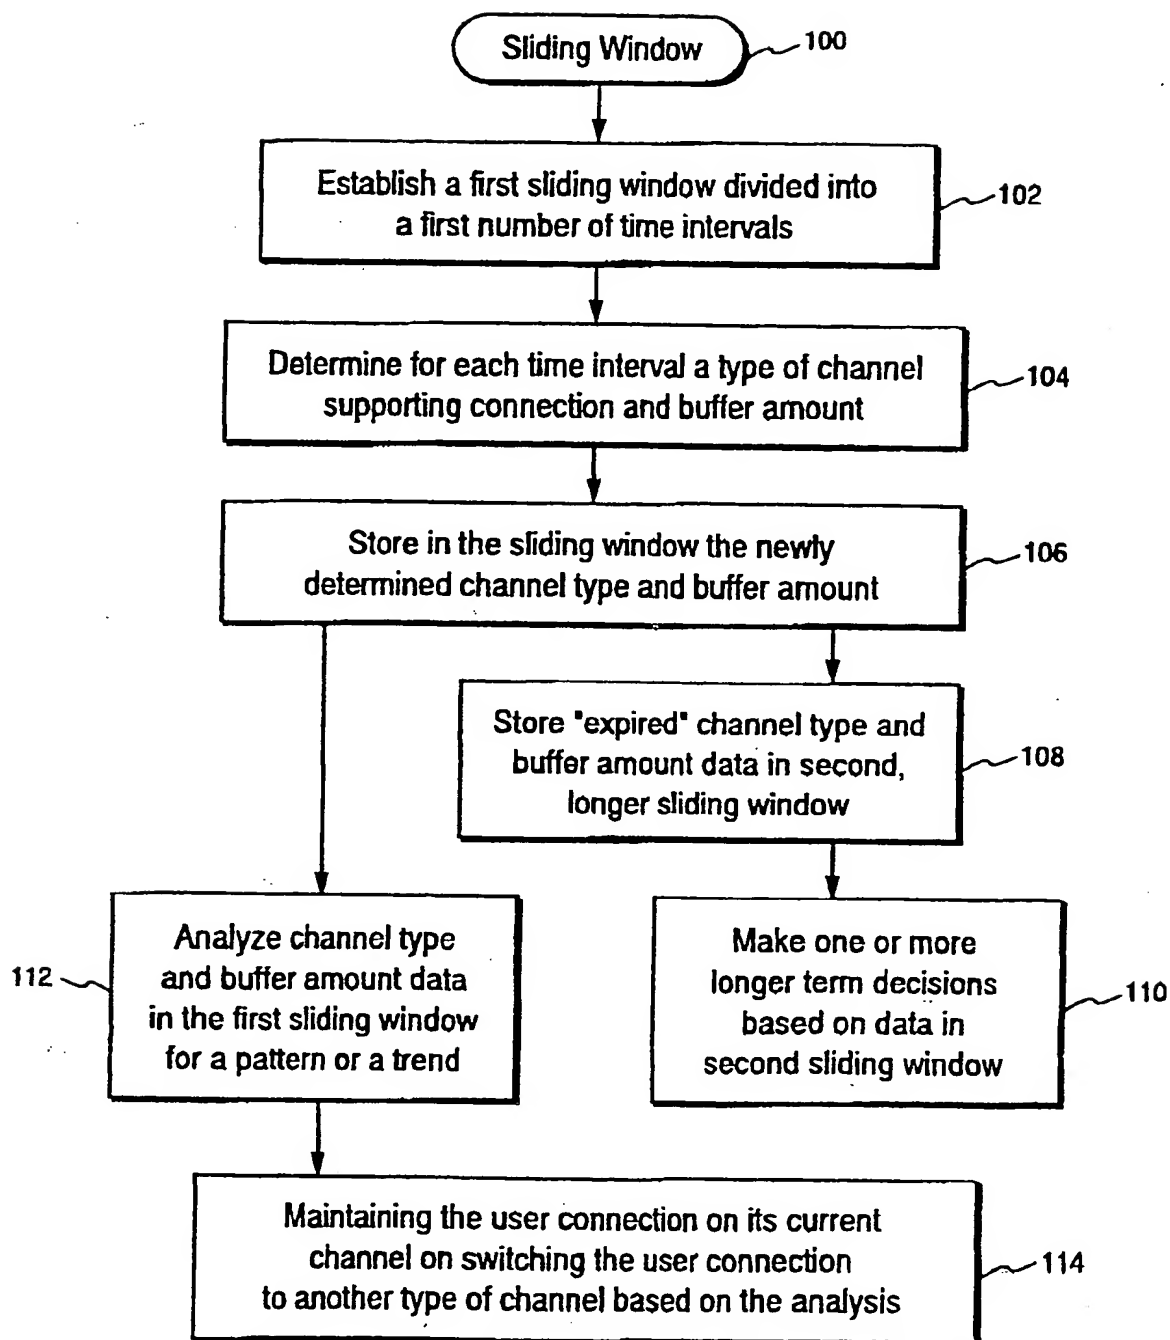 Sliding Window
100
Establish a first sliding window divided into
a first number of time intervals
102
Determine for each time interval a type of channel
supporting connection and buffer amount
104
Store in the sliding window the newly
determined channel type and buffer amount
106
Store "expired" channel type and
buffer amount data in second,
longer sliding window
108
Analyze channel type
and buffer amount data
in the first sliding window
for a pattern or a trend
112
Make one or more
longer term decisions
based on data in
second sliding window
110
Maintaining the user connection on its current
channel on switching the user connection
to another type of channel based on the analysis
114